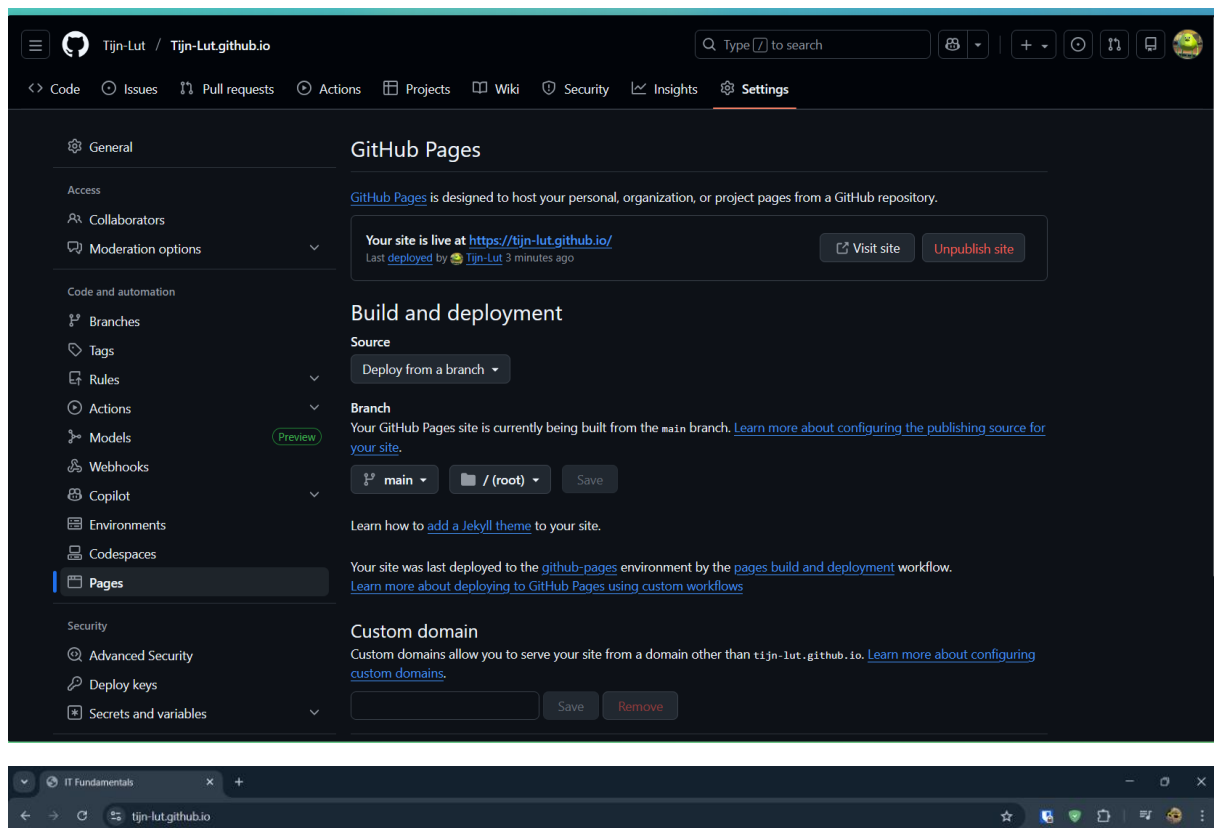 Tijn-Lut / Tijn-Lut.github.io
Type / to search
Code Issues Pull requests Actions Projects Wiki Security Insights Settings
General
Access
Collaborators
Moderation options
Code and automation
Branches
Tags
Rules
Actions
Models Preview
Webhooks
Copilot
Environments
Codespaces
Pages
Security
Advanced Security
Deploy keys
Secrets and variables
GitHub Pages
GitHub Pages is designed to host your personal, organization, or project pages from a GitHub repository.
Your site is live at https://tijn-lut.github.io/
Last deployed by Tijn-Lut 3 minutes ago
Visit site Unpublish site
Build and deployment
Source
Deploy from a branch
Branch
Your GitHub Pages site is currently being built from the main branch. Learn more about configuring the publishing source for
your site.
main / (root) Save
Learn how to add a Jekyll theme to your site.
Your site was last deployed to the github-pages environment by the pages build and deployment workflow.
Learn more about deploying to GitHub Pages using custom workflows
Custom domain
Custom domains allow you to serve your site from a domain other than tijn-lut.github.io. Learn more about configuring
custom domains.
Save Remove
IT Fundamentals
tijn-lut.github.io